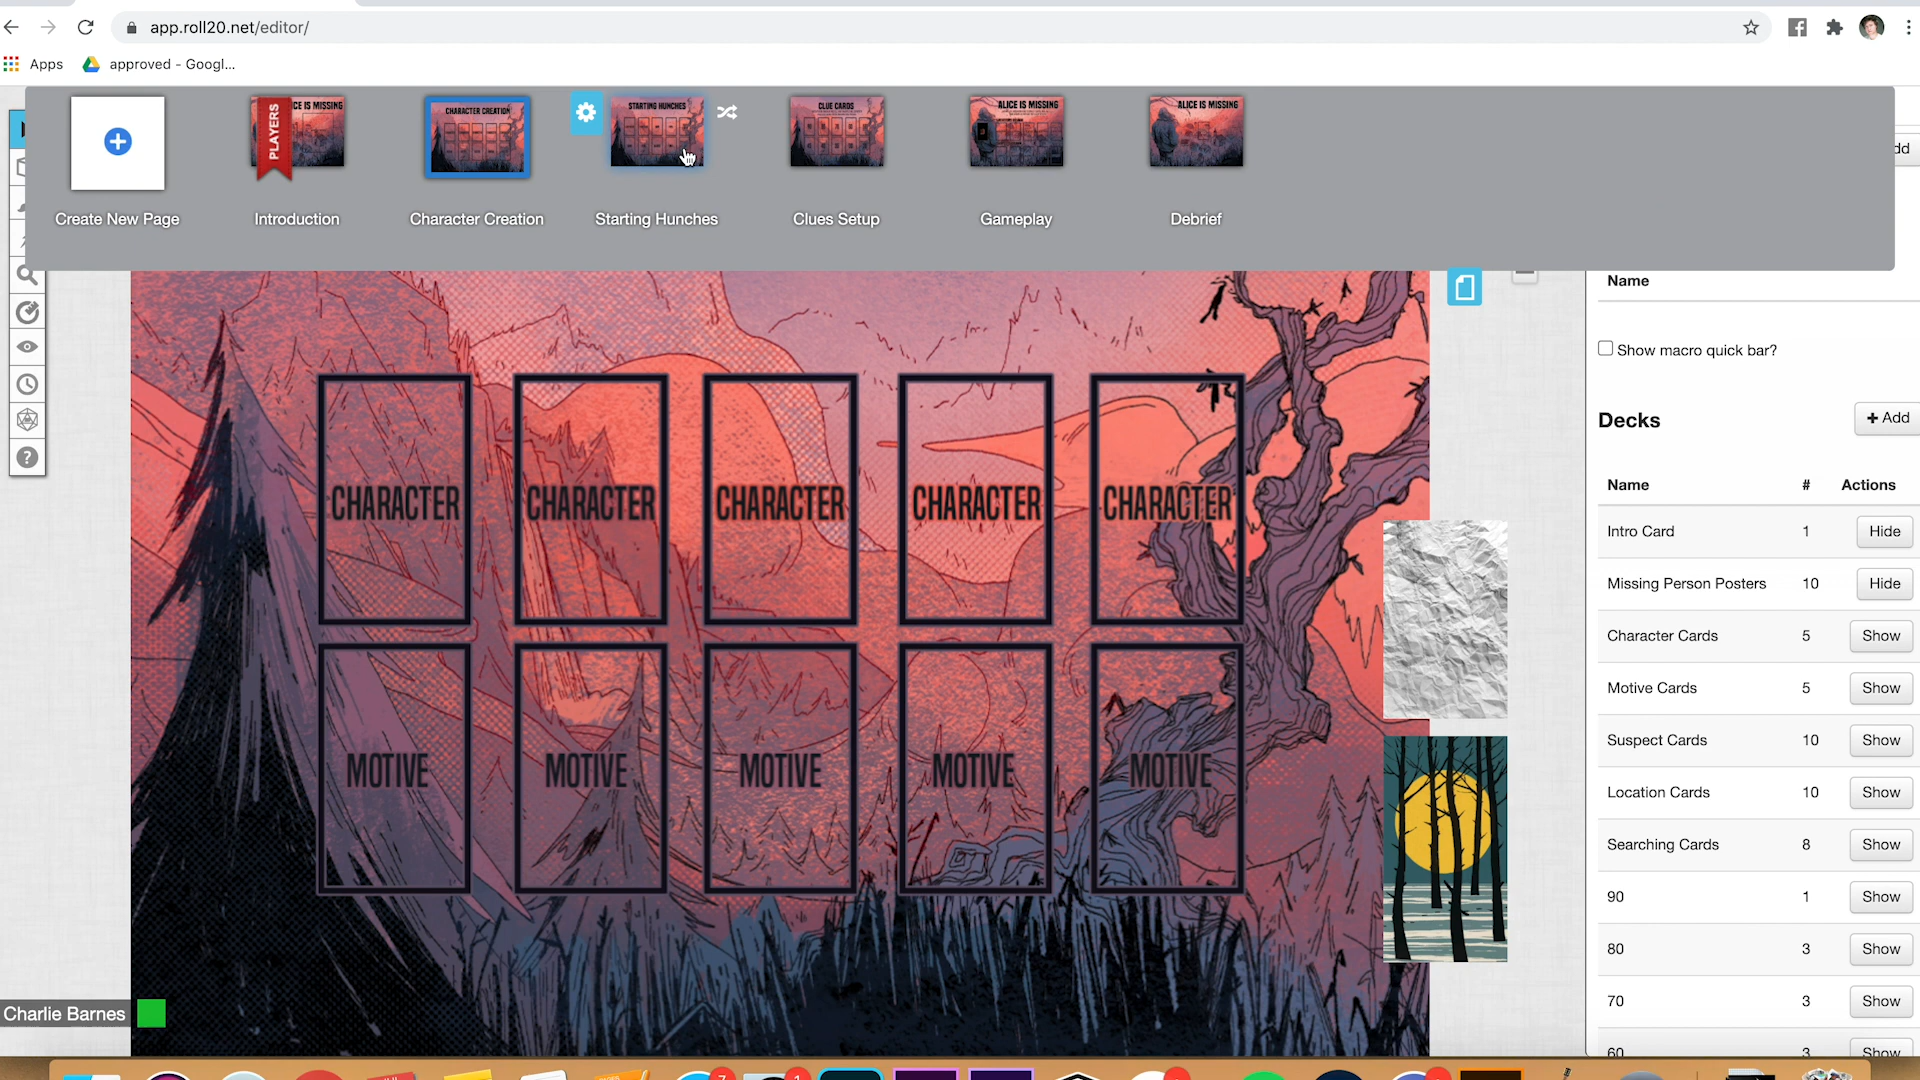 app.roll20.net/editor/
Apps
approved - Googl...
PLAYERS
ICE IS MISSING
CHARACTER CREATION
STARTING HUNCHES
CLUE CARDS
ALICE IS MISSING
ALICE IS MISSING
dd
Create New Page
Introduction
Character Creation
Starting Hunches
Clues Setup
Gameplay
Debrief
Name
Show macro quick bar?
Decks
+ Add
Name # Actions
Intro Card 1 Hide
Missing Person Posters 10 Hide
Character Cards 5 Show
Motive Cards 5 Show
Suspect Cards 10 Show
Location Cards 10 Show
Searching Cards 8 Show
90 1 Show
80 3 Show
70 3 Show
60 3 Show
CHARACTER CHARACTER CHARACTER CHARACTER CHARACTER
MOTIVE MOTIVE MOTIVE MOTIVE MOTIVE
Charlie Barnes